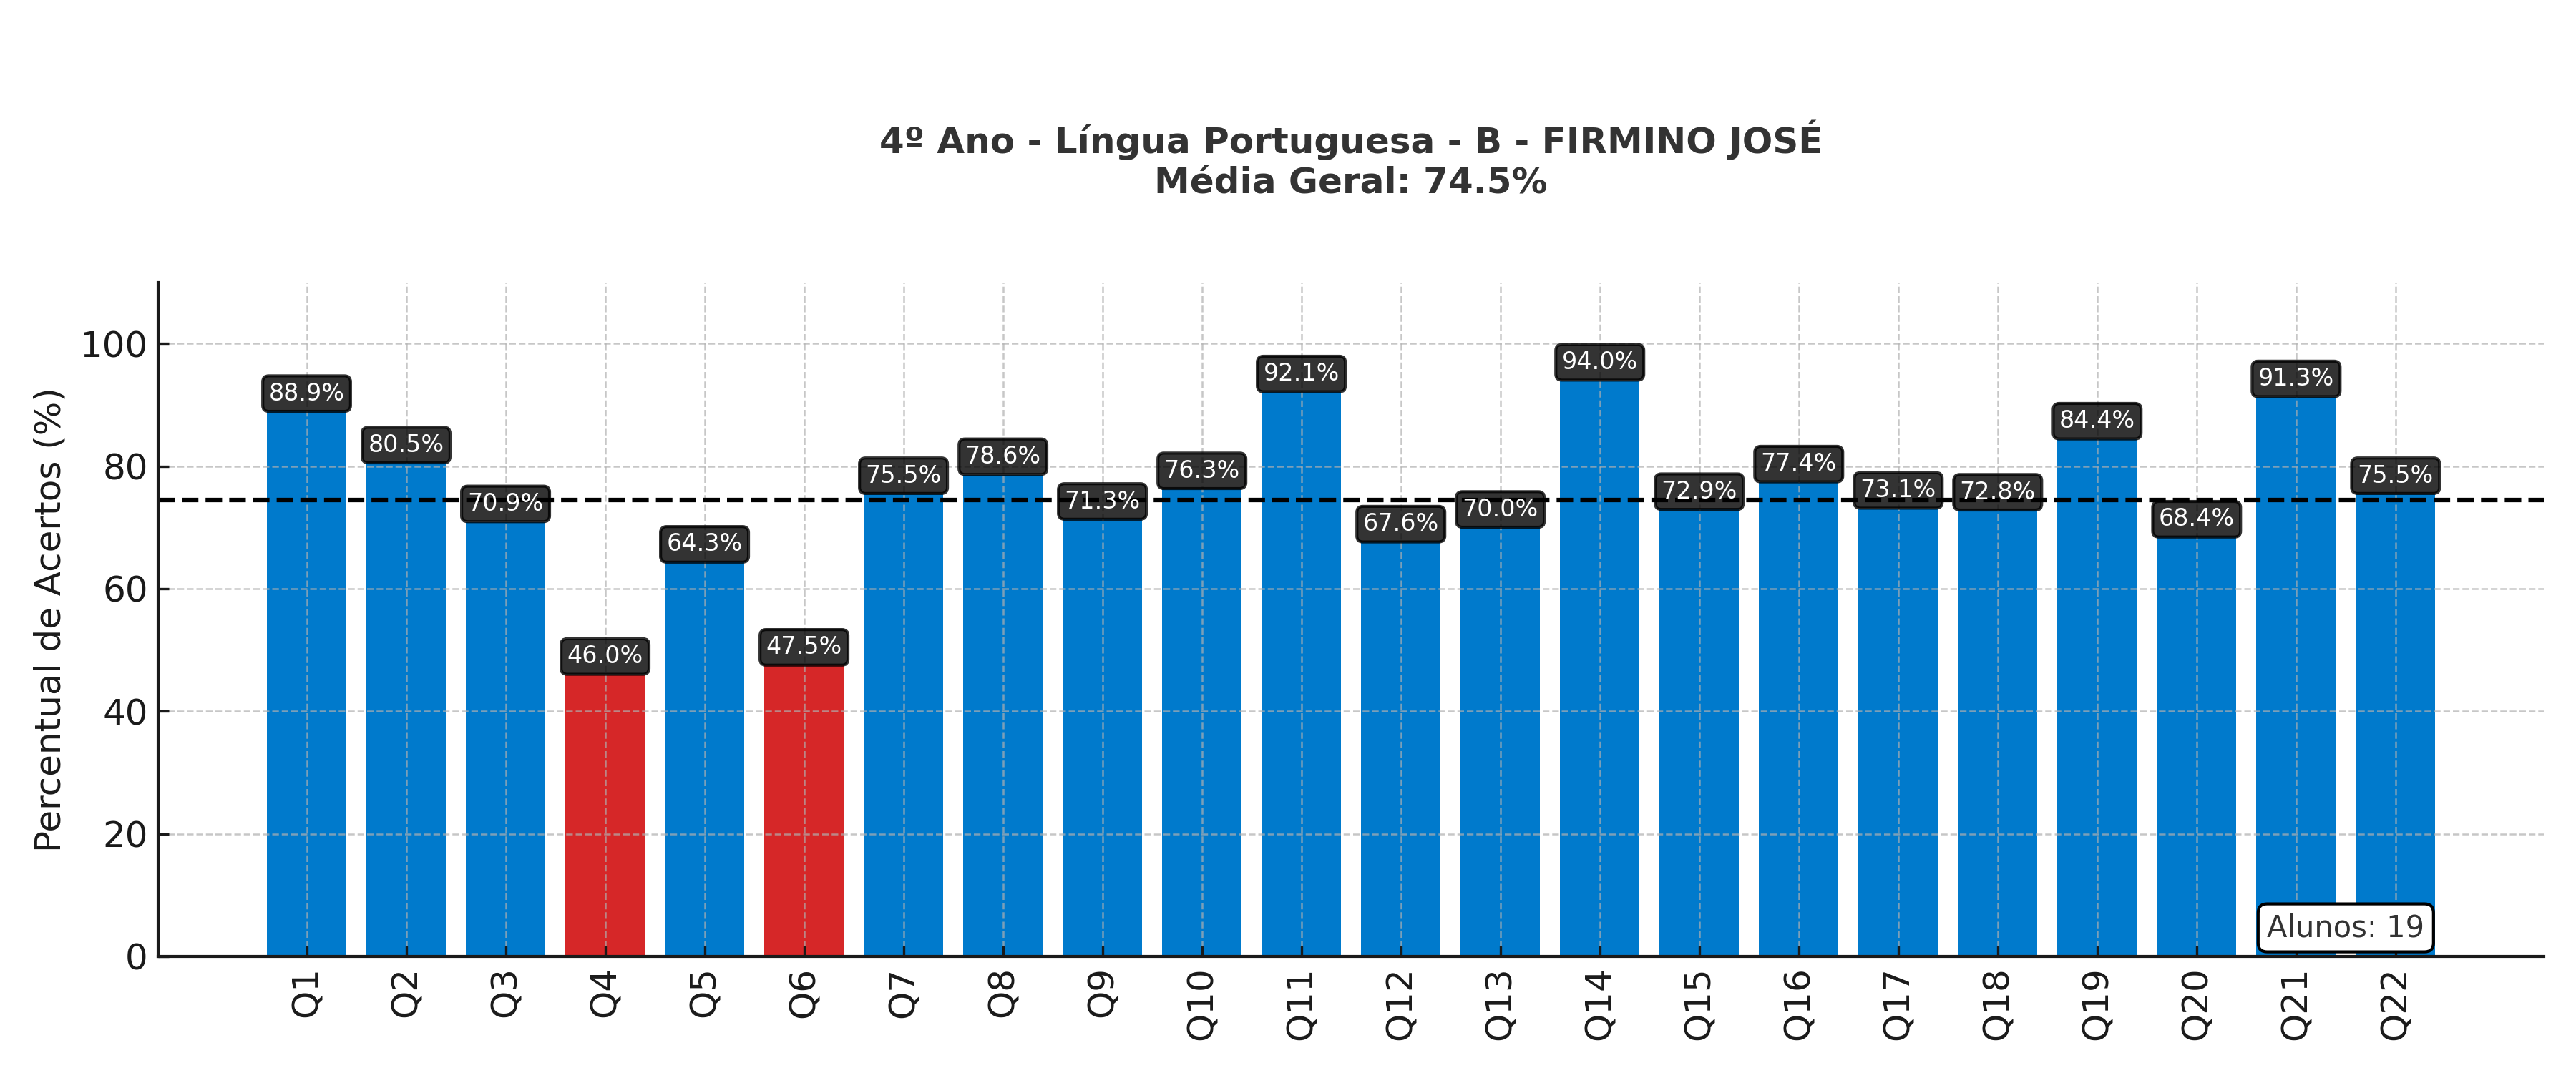 4º Ano - Língua Portuguesa - B - FIRMINO JOSÉ
Média Geral: 74.5%
Percentual de Acertos (%)
100
80
60
40
20
0
88.9%
80.5%
70.9%
46.0%
64.3%
47.5%
75.5%
78.6%
71.3%
76.3%
92.1%
67.6%
70.0%
94.0%
72.9%
77.4%
73.1%
72.8%
84.4%
68.4%
91.3%
75.5%
Alunos: 19
Q1
Q2
Q3
Q4
Q5
Q6
Q7
Q8
Q9
Q10
Q11
Q12
Q13
Q14
Q15
Q16
Q17
Q18
Q19
Q20
Q21
Q22